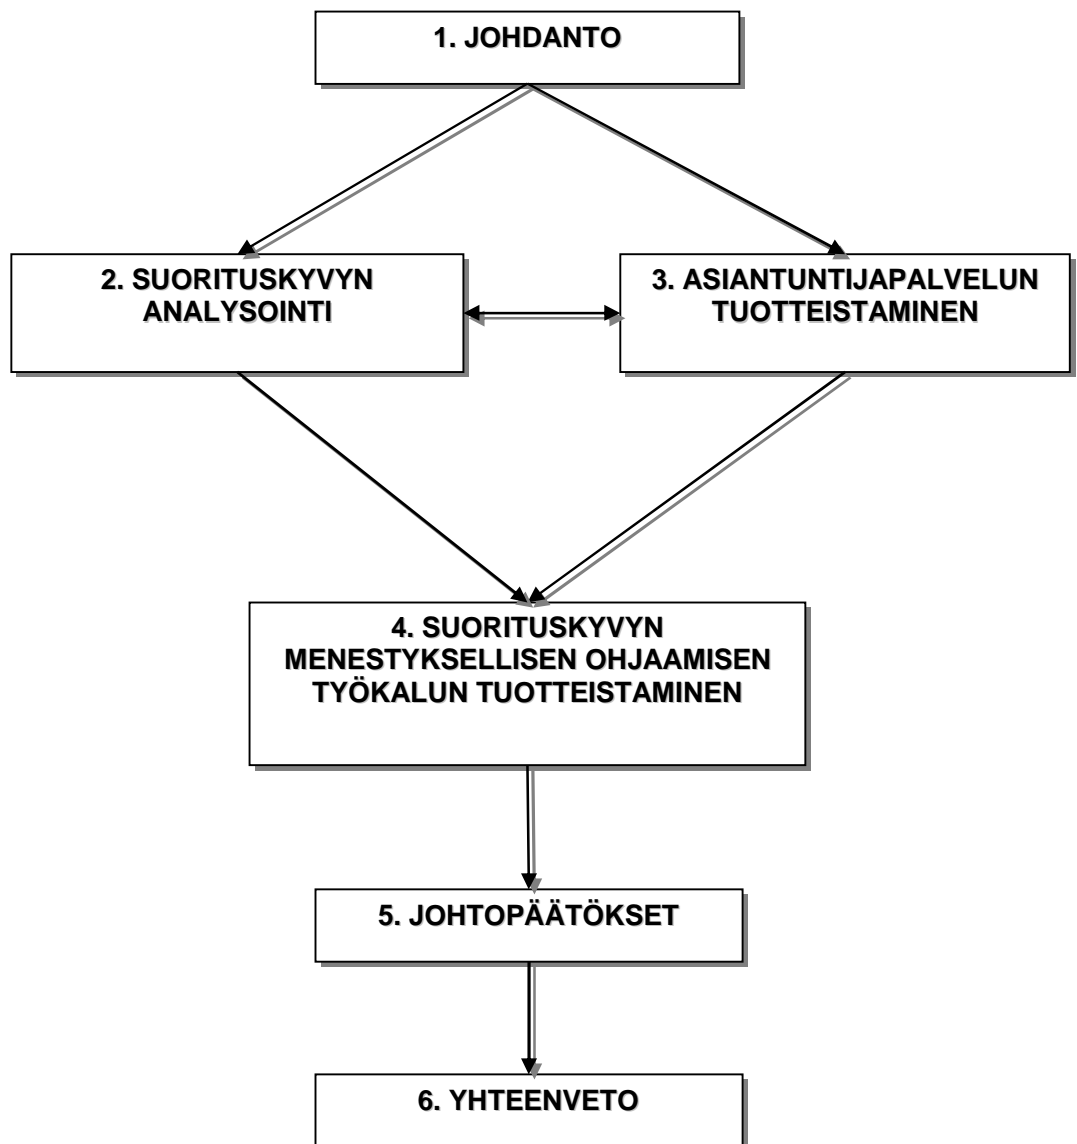 1. JOHDANTO
2. SUORITUSKYVYN
ANALYSOINTI
3. ASIANTUNTIJAPALVELUN
TUOTTEISTAMINEN
4. SUORITUSKYVYN
MENESTYKSELLISEN OHJAAMISEN
TYÖKALUN TUOTTEISTAMINEN
5. JOHTOPÄÄTÖKSET
6. YHTEENVETO